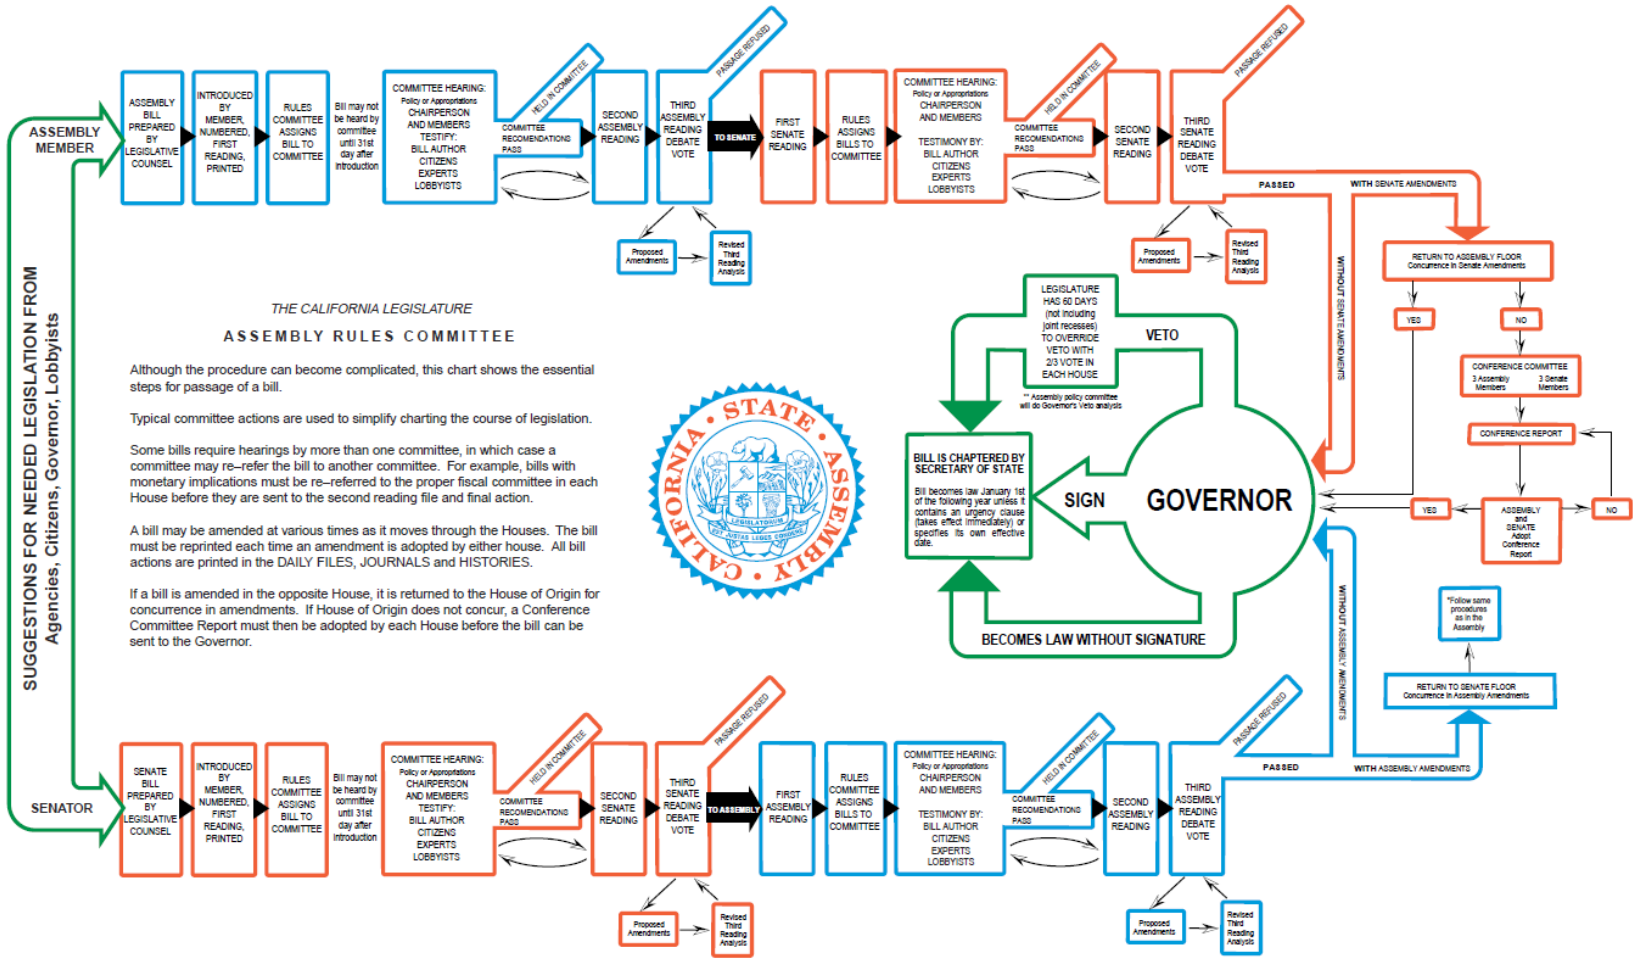 SUGGESTIONS FOR NEEDED LEGISLATION FROM
Agencies, Citizens, Governor, Lobbyists
ASSEMBLY
MEMBER
ASSEMBLY
BILL
PREPARED
BY
LEGISLATIVE
COUNSEL
INTRODUCED
BY
MEMBER,
NUMBERED,
FIRST
READING,
PRINTED
RULES
COMMITTEE
ASSIGNS
BILL TO
COMMITTEE
Bill may not
be heard by
committee
until 31st
day after
introduction
COMMITTEE HEARING:
Policy or Appropriations
CHAIRPERSON
AND MEMBERS
TESTIFY:
BILL AUTHOR
CITIZENS
EXPERTS
LOBBYISTS
HELD IN COMMITTEE
COMMITTEE
RECOMENDATIONS
PASS
SECOND
ASSEMBLY
READING
THIRD
ASSEMBLY
READING
DEBATE
VOTE
PASSAGE REFUSED
Proposed
Amendments
Revised
Third
Reading
Analysis
TO SENATE
FIRST
SENATE
READING
RULES
ASSIGNS
BILLS TO
COMMITTEE
COMMITTEE HEARING:
Policy or Appropriations
CHAIRPERSON
AND MEMBERS
TESTIMONY BY:
BILL AUTHOR
CITIZENS
EXPERTS
LOBBYISTS
HELD IN COMMITTEE
COMMITTEE
RECOMENDATIONS
PASS
SECOND
SENATE
READING
THIRD
SENATE
READING
DEBATE
VOTE
PASSAGE REFUSED
Proposed
Amendments
Revised
Third
Reading
Analysis
PASSED
WITH SENATE AMENDMENTS
WITHOUT SENATE AMENDMENTS
RETURN TO ASSEMBLY FLOOR
Concurrence in Senate Amendments
YES
NO
CONFERENCE COMMITTEE
3 Assembly
Members
3 Senate
Members
CONFERENCE REPORT
YES
ASSEMBLY
and
SENATE
Adopt
Conference
Report
NO
THE CALIFORNIA LEGISLATURE
ASSEMBLY RULES COMMITTEE
Although the procedure can become complicated, this chart shows the essential
steps for passage of a bill.
Typical committee actions are used to simplify charting the course of legislation.
Some bills require hearings by more than one committee, in which case a
committee may re–refer the bill to another committee. For example, bills with
monetary implications must be re–referred to the proper fiscal committee in each
House before they are sent to the second reading file and final action.
A bill may be amended at various times as it moves through the Houses. The bill
must be reprinted each time an amendment is adopted by either house. All bill
actions are printed in the DAILY FILES, JOURNALS and HISTORIES.
If a bill is amended in the opposite House, it is returned to the House of Origin for
concurrence in amendments. If House of Origin does not concur, a Conference
Committee Report must then be adopted by each House before the bill can be
sent to the Governor.
CALIFORNIA • STATE • ASSEMBLY •
LEGISLATORUM
EST JUSTAS LEGES CONDERE
LEGISLATURE
HAS 60 DAYS
(not including
joint recesses)
TO OVERRIDE
VETO WITH
2/3 VOTE IN
EACH HOUSE
VETO
** Assembly policy committee
will do Governor's Veto analysis
BILL IS CHAPTERED BY
SECRETARY OF STATE
Bill becomes law January 1st
of the following year unless it
contains an urgency clause
(takes effect immediately) or
specifies its own effective
date.
SIGN
GOVERNOR
BECOMES LAW WITHOUT SIGNATURE
*Follow same
procedures
as in the
Assembly
RETURN TO SENATE FLOOR
Concurrence in Assembly Amendments
WITHOUT ASSEMBLY AMENDMENTS
PASSED
WITH ASSEMBLY AMENDMENTS
SENATOR
SENATE
BILL
PREPARED
BY
LEGISLATIVE
COUNSEL
INTRODUCED
BY
MEMBER,
NUMBERED,
FIRST
READING,
PRINTED
RULES
COMMITTEE
ASSIGNS
BILL TO
COMMITTEE
Bill may not
be heard by
committee
until 31st
day after
introduction
COMMITTEE HEARING:
Policy or Appropriations
CHAIRPERSON
AND MEMBERS
TESTIFY:
BILL AUTHOR
CITIZENS
EXPERTS
LOBBYISTS
HELD IN COMMITTEE
COMMITTEE
RECOMENDATIONS
PASS
SECOND
SENATE
READING
THIRD
SENATE
READING
DEBATE
VOTE
PASSAGE REFUSED
Proposed
Amendments
Revised
Third
Reading
Analysis
TO ASSEMBLY
FIRST
ASSEMBLY
READING
RULES
COMMITTEE
ASSIGNS
BILLS TO
COMMITTEE
COMMITTEE HEARING:
Policy or Appropriations
CHAIRPERSON
AND MEMBERS
TESTIMONY BY:
BILL AUTHOR
CITIZENS
EXPERTS
LOBBYISTS
HELD IN COMMITTEE
COMMITTEE
RECOMENDATIONS
PASS
SECOND
ASSEMBLY
READING
THIRD
ASSEMBLY
READING
DEBATE
VOTE
PASSAGE REFUSED
Proposed
Amendments
Revised
Third
Reading
Analysis